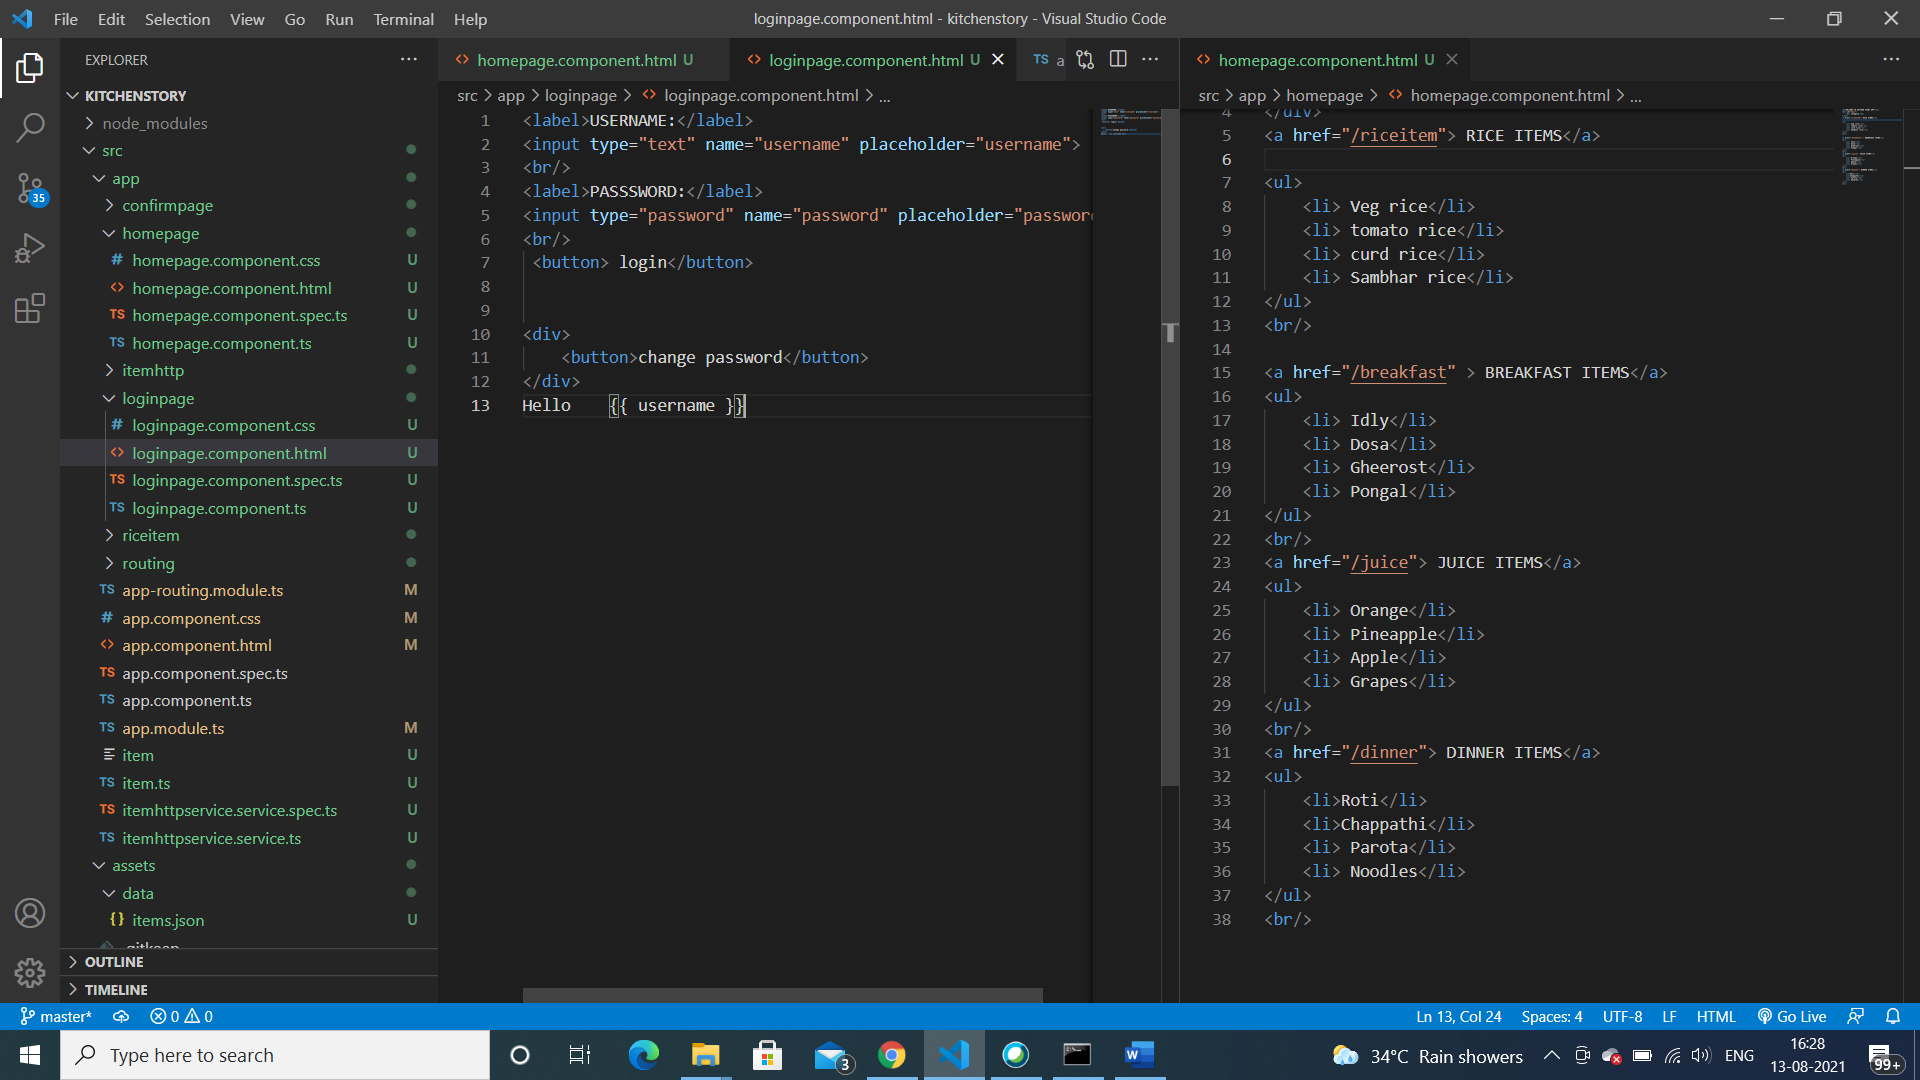 File Edit Selection View Go Run Terminal Help
loginpage.component.html - kitchenstory - Visual Studio Code
EXPLORER
KITCHENSTORY
node_modules
src
app
confirmpage
homepage
homepage.component.css U
homepage.component.html U
homepage.component.spec.ts U
homepage.component.ts U
itemhttp
loginpage
loginpage.component.css U
loginpage.component.html U
loginpage.component.spec.ts U
loginpage.component.ts U
riceitem
routing
app-routing.module.ts M
app.component.css M
app.component.html M
app.component.spec.ts
app.component.ts
app.module.ts M
item U
item.ts U
itemhttpservice.service.spec.ts U
itemhttpservice.service.ts U
assets
data
items.json U
.gitkeep
OUTLINE
TIMELINE
35
homepage.component.html U
loginpage.component.html U
TS a
src > app > loginpage > loginpage.component.html > ...
1 <label>USERNAME:</label>
2 <input type="text" name="username" placeholder="username">
3 <br/>
4 <label>PASSSWORD:</label>
5 <input type="password" name="password" placeholder="passwor
6 <br/>
7 <button> login</button>
8
9
10 <div>
11 <button>change password</button>
12 </div>
13 Hello {{ username }}
homepage.component.html U
src > app > homepage > homepage.component.html > ...
4 </div>
5 <a href="/riceitem"> RICE ITEMS</a>
6
7 <ul>
8 <li> Veg rice</li>
9 <li> tomato rice</li>
10 <li> curd rice</li>
11 <li> Sambhar rice</li>
12 </ul>
13 <br/>
14
15 <a href="/breakfast" > BREAKFAST ITEMS</a>
16 <ul>
17 <li> Idly</li>
18 <li> Dosa</li>
19 <li> Gheerost</li>
20 <li> Pongal</li>
21 </ul>
22 <br/>
23 <a href="/juice"> JUICE ITEMS</a>
24 <ul>
25 <li> Orange</li>
26 <li> Pineapple</li>
27 <li> Apple</li>
28 <li> Grapes</li>
29 </ul>
30 <br/>
31 <a href="/dinner"> DINNER ITEMS</a>
32 <ul>
33 <li>Roti</li>
34 <li>Chappathi</li>
35 <li> Parota</li>
36 <li> Noodles</li>
37 </ul>
38 <br/>
master* 0 0
Ln 13, Col 24 Spaces: 4 UTF-8 LF HTML Go Live
Type here to search
3
34°C Rain showers
ENG
16:28
13-08-2021
99+